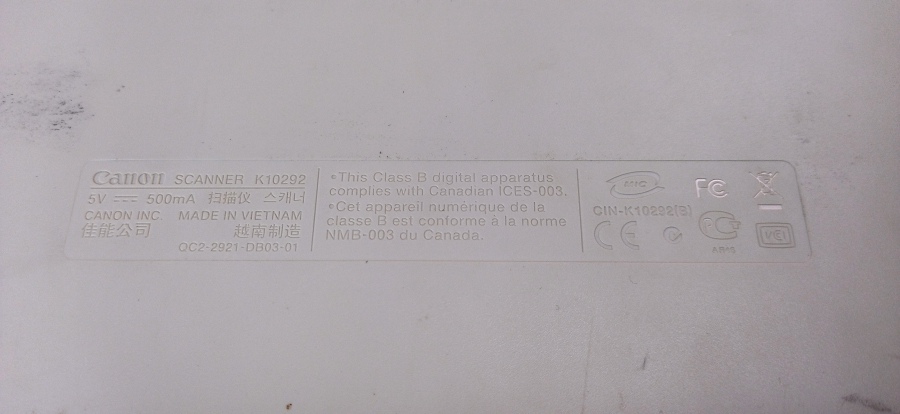 Canon SCANNER K10292
5V ⎓ 500mA 扫描仪 스캐너
CANON INC. MADE IN VIETNAM
佳能公司 越南制造
QC2-2921-DB03-01
•This Class B digital apparatus
complies with Canadian ICES-003.
•Cet appareil numérique de la
classe B est conforme à la norme
NMB-003 du Canada.
FC
CIN-K10292(B)
CE